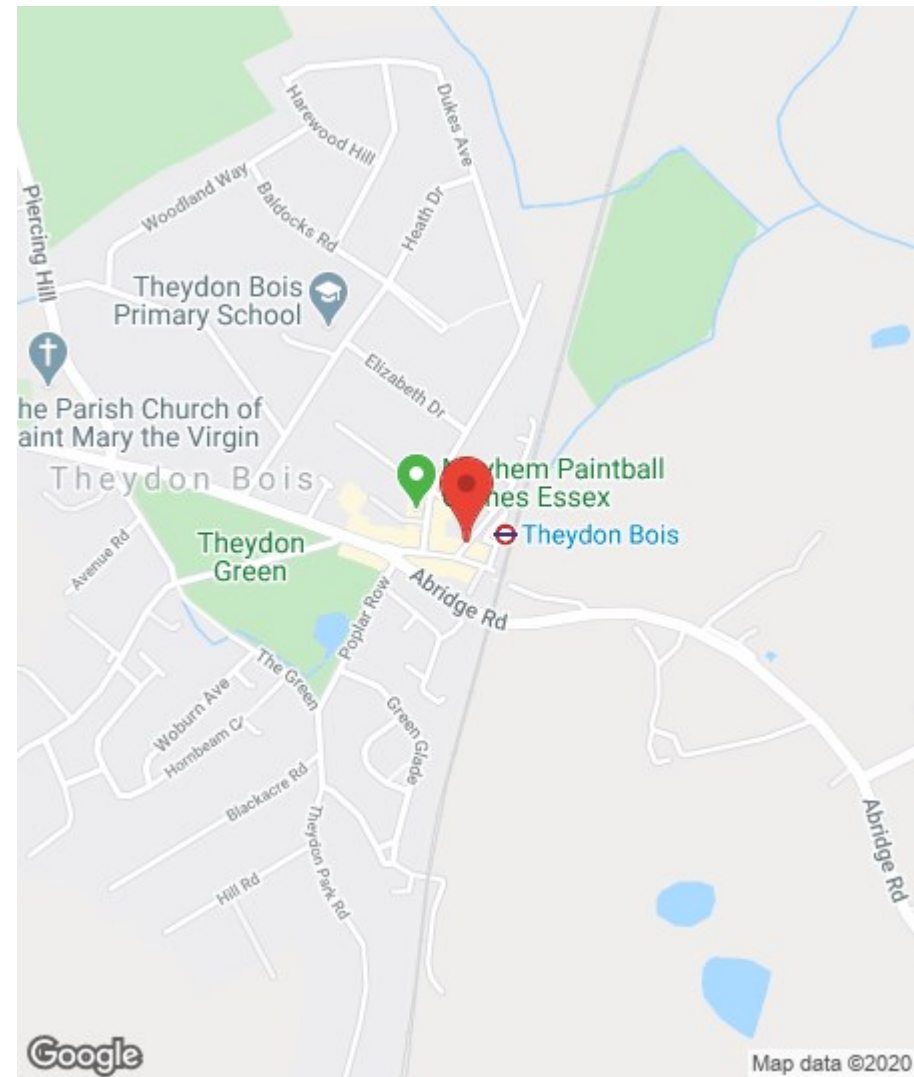 Harewood Hill
Dukes Ave
Woodland Way
Baldocks Rd
Heath Dr
Piercing Hill
Theydon Bois
Primary School
Elizabeth Dr
he Parish Church of
aint Mary the Virgin
Theydon Bois
Paintball
Essex
Theydon Bois
Avenue Rd
Theydon
Green
Abridge Rd
Poplar Row
The Green
Woburn Ave
Hornbeam
Green Glade
Blackacre Rd
Theydon Park Rd
Hill Rd
Abridge Rd
Google
Map data ©2020